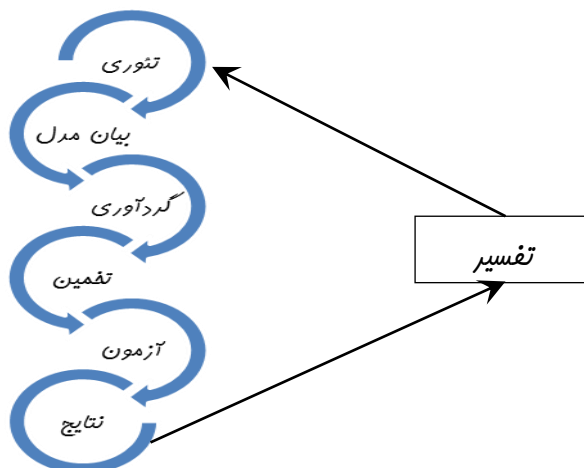 تئوری
بیان مدل
گردآوری
تخمین
آزمون
نتایج
تفسیر